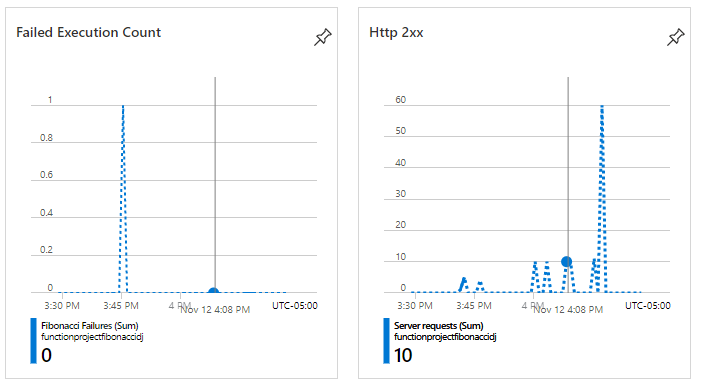 Failed Execution Count
1
0.8
0.6
0.4
0.2
0
3:30 PM 3:45 PM 4 PM Nov 12 4:08 PM UTC-05:00
Fibonacci Failures (Sum)
functionprojectfibonaccidj
0
Http 2xx
60
50
40
30
20
10
0
3:30 PM 3:45 PM 4 PM Nov 12 4:08 PM UTC-05:00
Server requests (Sum)
functionprojectfibonaccidj
10